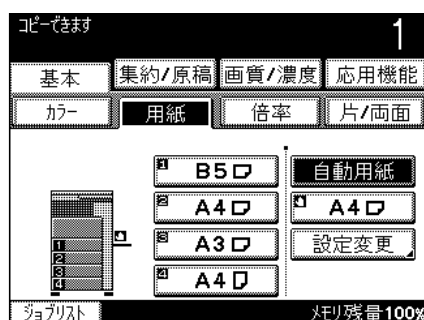 コピーできます 1
基本 集約/原稿 画質/濃度 応用機能
カラー 用紙 倍率 片/両面
1 B5 自動用紙
2 A4 A4
3 A3 設定変更
4 A4
1
2
3
4
ジョブリスト メモリ残量100%